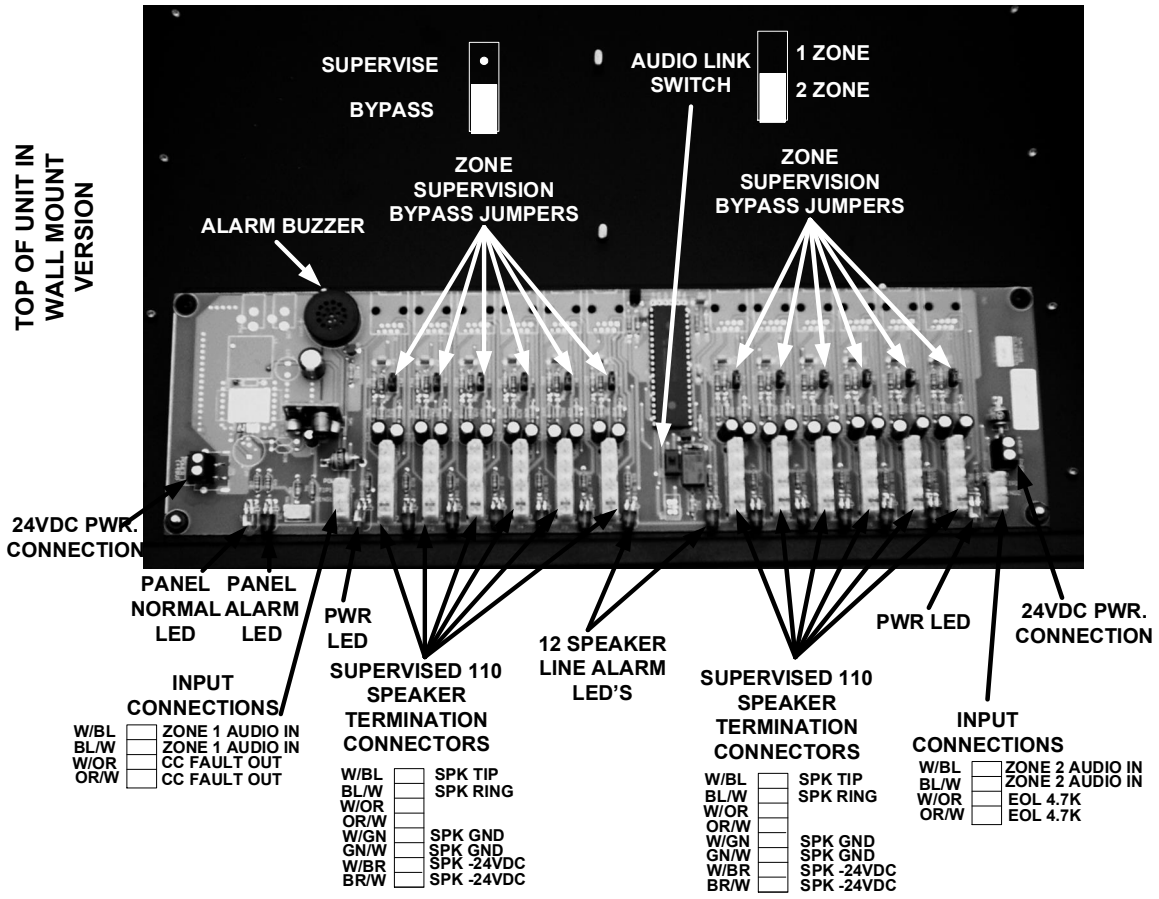 TOP OF UNIT IN
WALL MOUNT
VERSION
SUPERVISE
BYPASS
AUDIO LINK
SWITCH
1 ZONE
2 ZONE
ZONE
SUPERVISION
BYPASS JUMPERS
ZONE
SUPERVISION
BYPASS JUMPERS
ALARM BUZZER
24VDC PWR.
CONNECTION
PANEL
NORMAL
LED
PANEL
ALARM
LED
PWR
LED
12 SPEAKER
LINE ALARM
LED'S
PWR LED
24VDC PWR.
CONNECTION
INPUT
CONNECTIONS
W/BL ZONE 1 AUDIO IN
BL/W ZONE 1 AUDIO IN
W/OR CC FAULT OUT
OR/W CC FAULT OUT
SUPERVISED 110
SPEAKER
TERMINATION
CONNECTORS
W/BL SPK TIP
BL/W SPK RING
W/OR
OR/W
W/GN SPK GND
GN/W SPK GND
W/BR SPK -24VDC
BR/W SPK -24VDC
SUPERVISED 110
SPEAKER
TERMINATION
CONNECTORS
W/BL SPK TIP
BL/W SPK RING
W/OR
OR/W
W/GN SPK GND
GN/W SPK GND
W/BR SPK -24VDC
BR/W SPK -24VDC
INPUT
CONNECTIONS
W/BL ZONE 2 AUDIO IN
BL/W ZONE 2 AUDIO IN
W/OR EOL 4.7K
OR/W EOL 4.7K